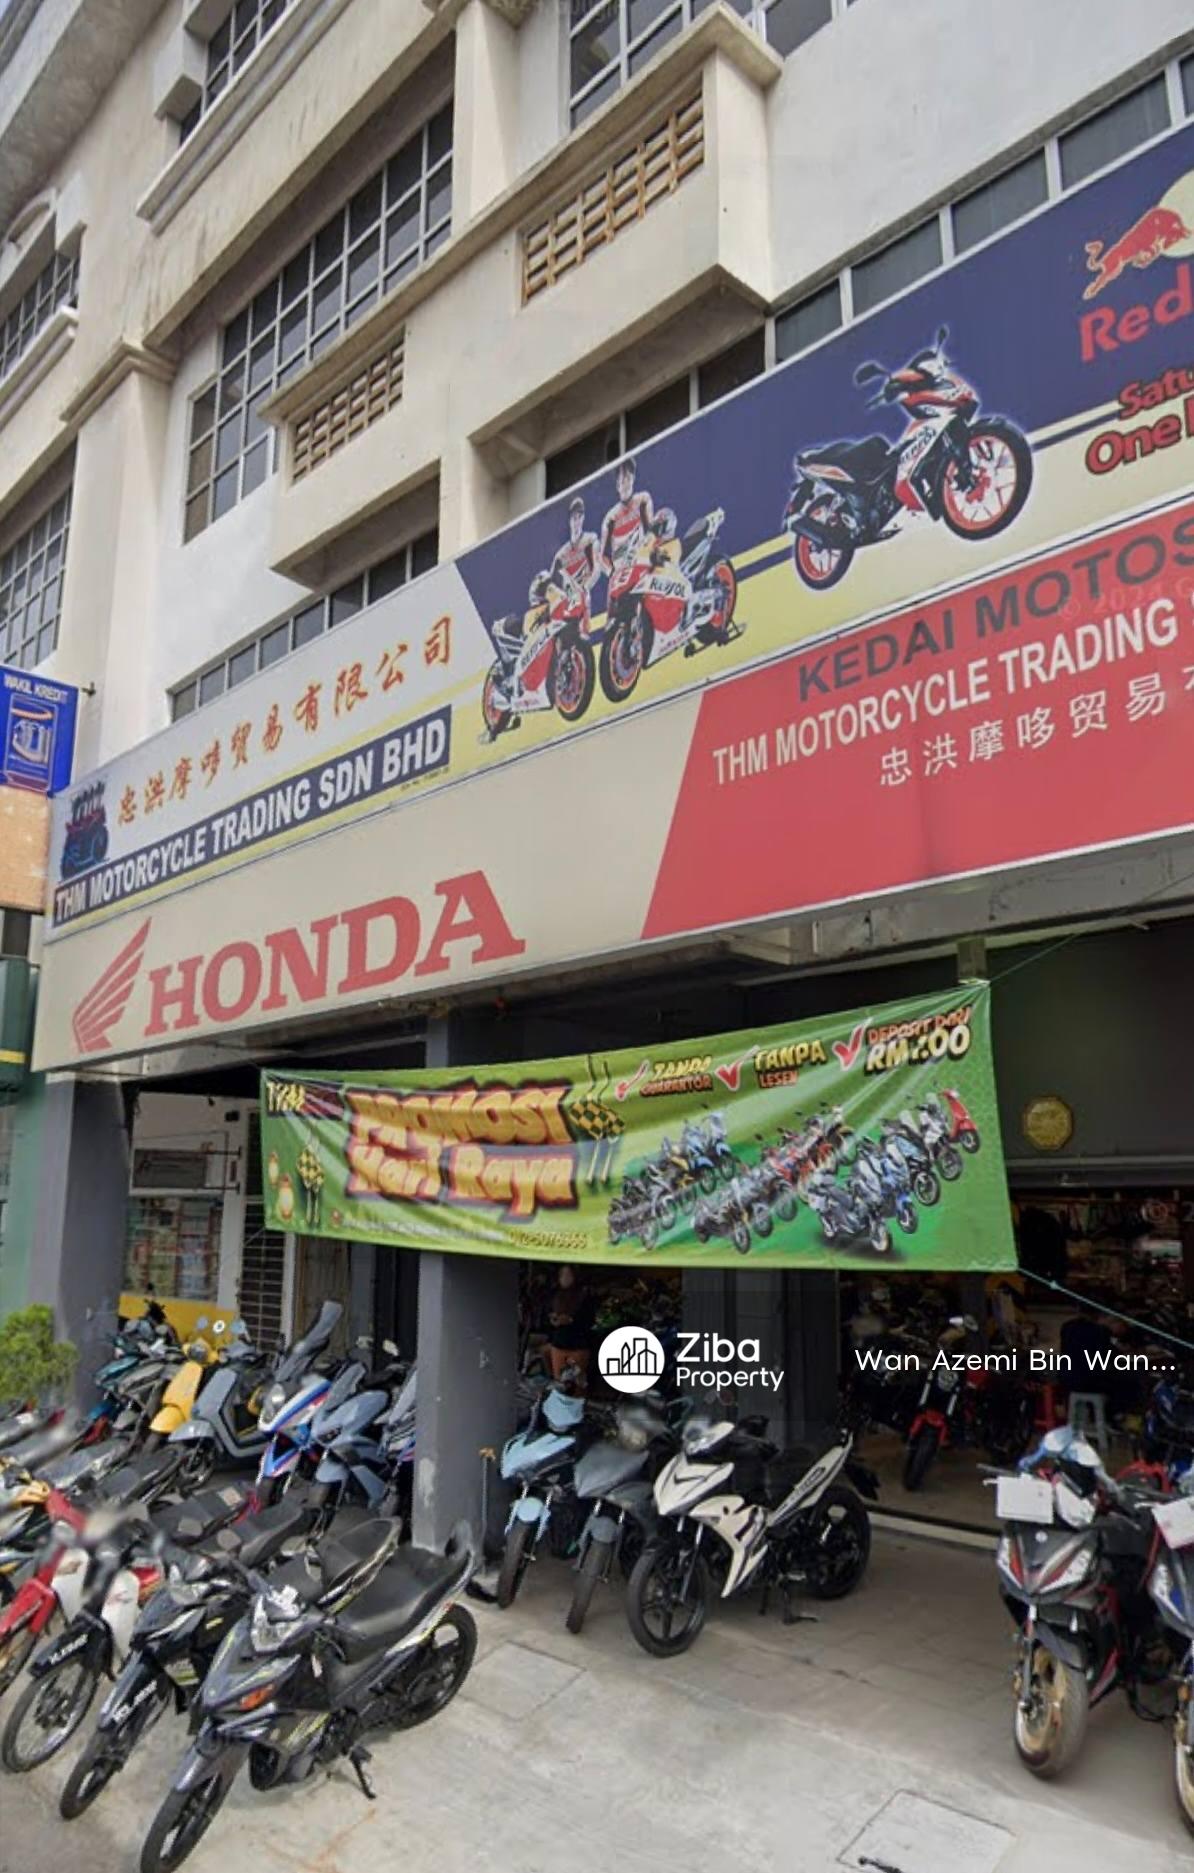 Red
Satu
One
WAKIL KREDIT
忠洪摩哆贸易有限公司
THM MOTORCYCLE TRADING SDN BHD
REPSOL
KEDAI MOTOS
THM MOTORCYCLE TRADING
忠洪摩哆贸易
HONDA
THM
PROMOSI
Hari Raya
TANPA
GUARANTOR
TANPA
LESEN
DEPOSIT DARI
Ziba
Property
Wan Azemi Bin Wan...